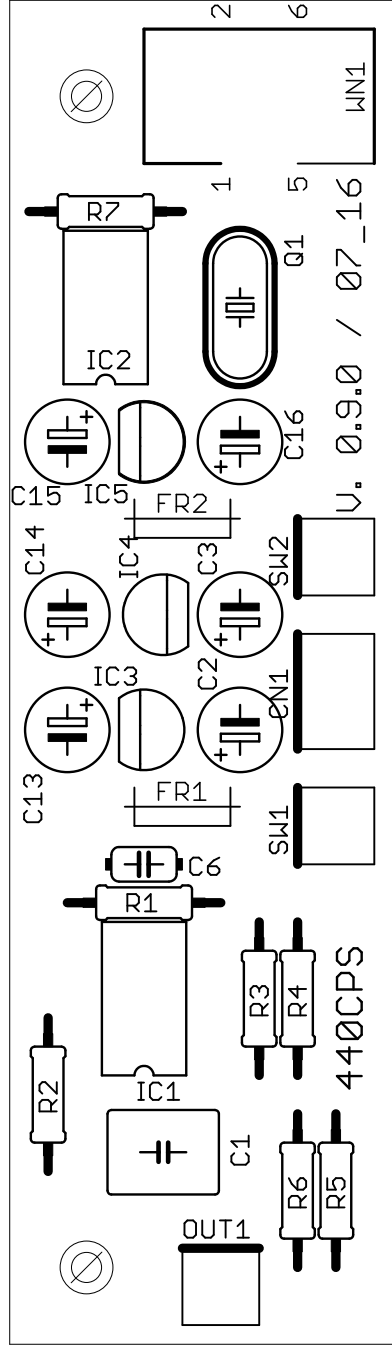 2 6
WN1
1 5
R7
Q1
V. 0.9.0 / 07_16
IC2
C16
C15 IC5
FR2
C14
IC4
C3
SW2
IC3
C2
CN1
FR1
C13
SW1
C6
R1
R3
R4
440CPS
R2
IC1
C1
R6
R5
OUT1